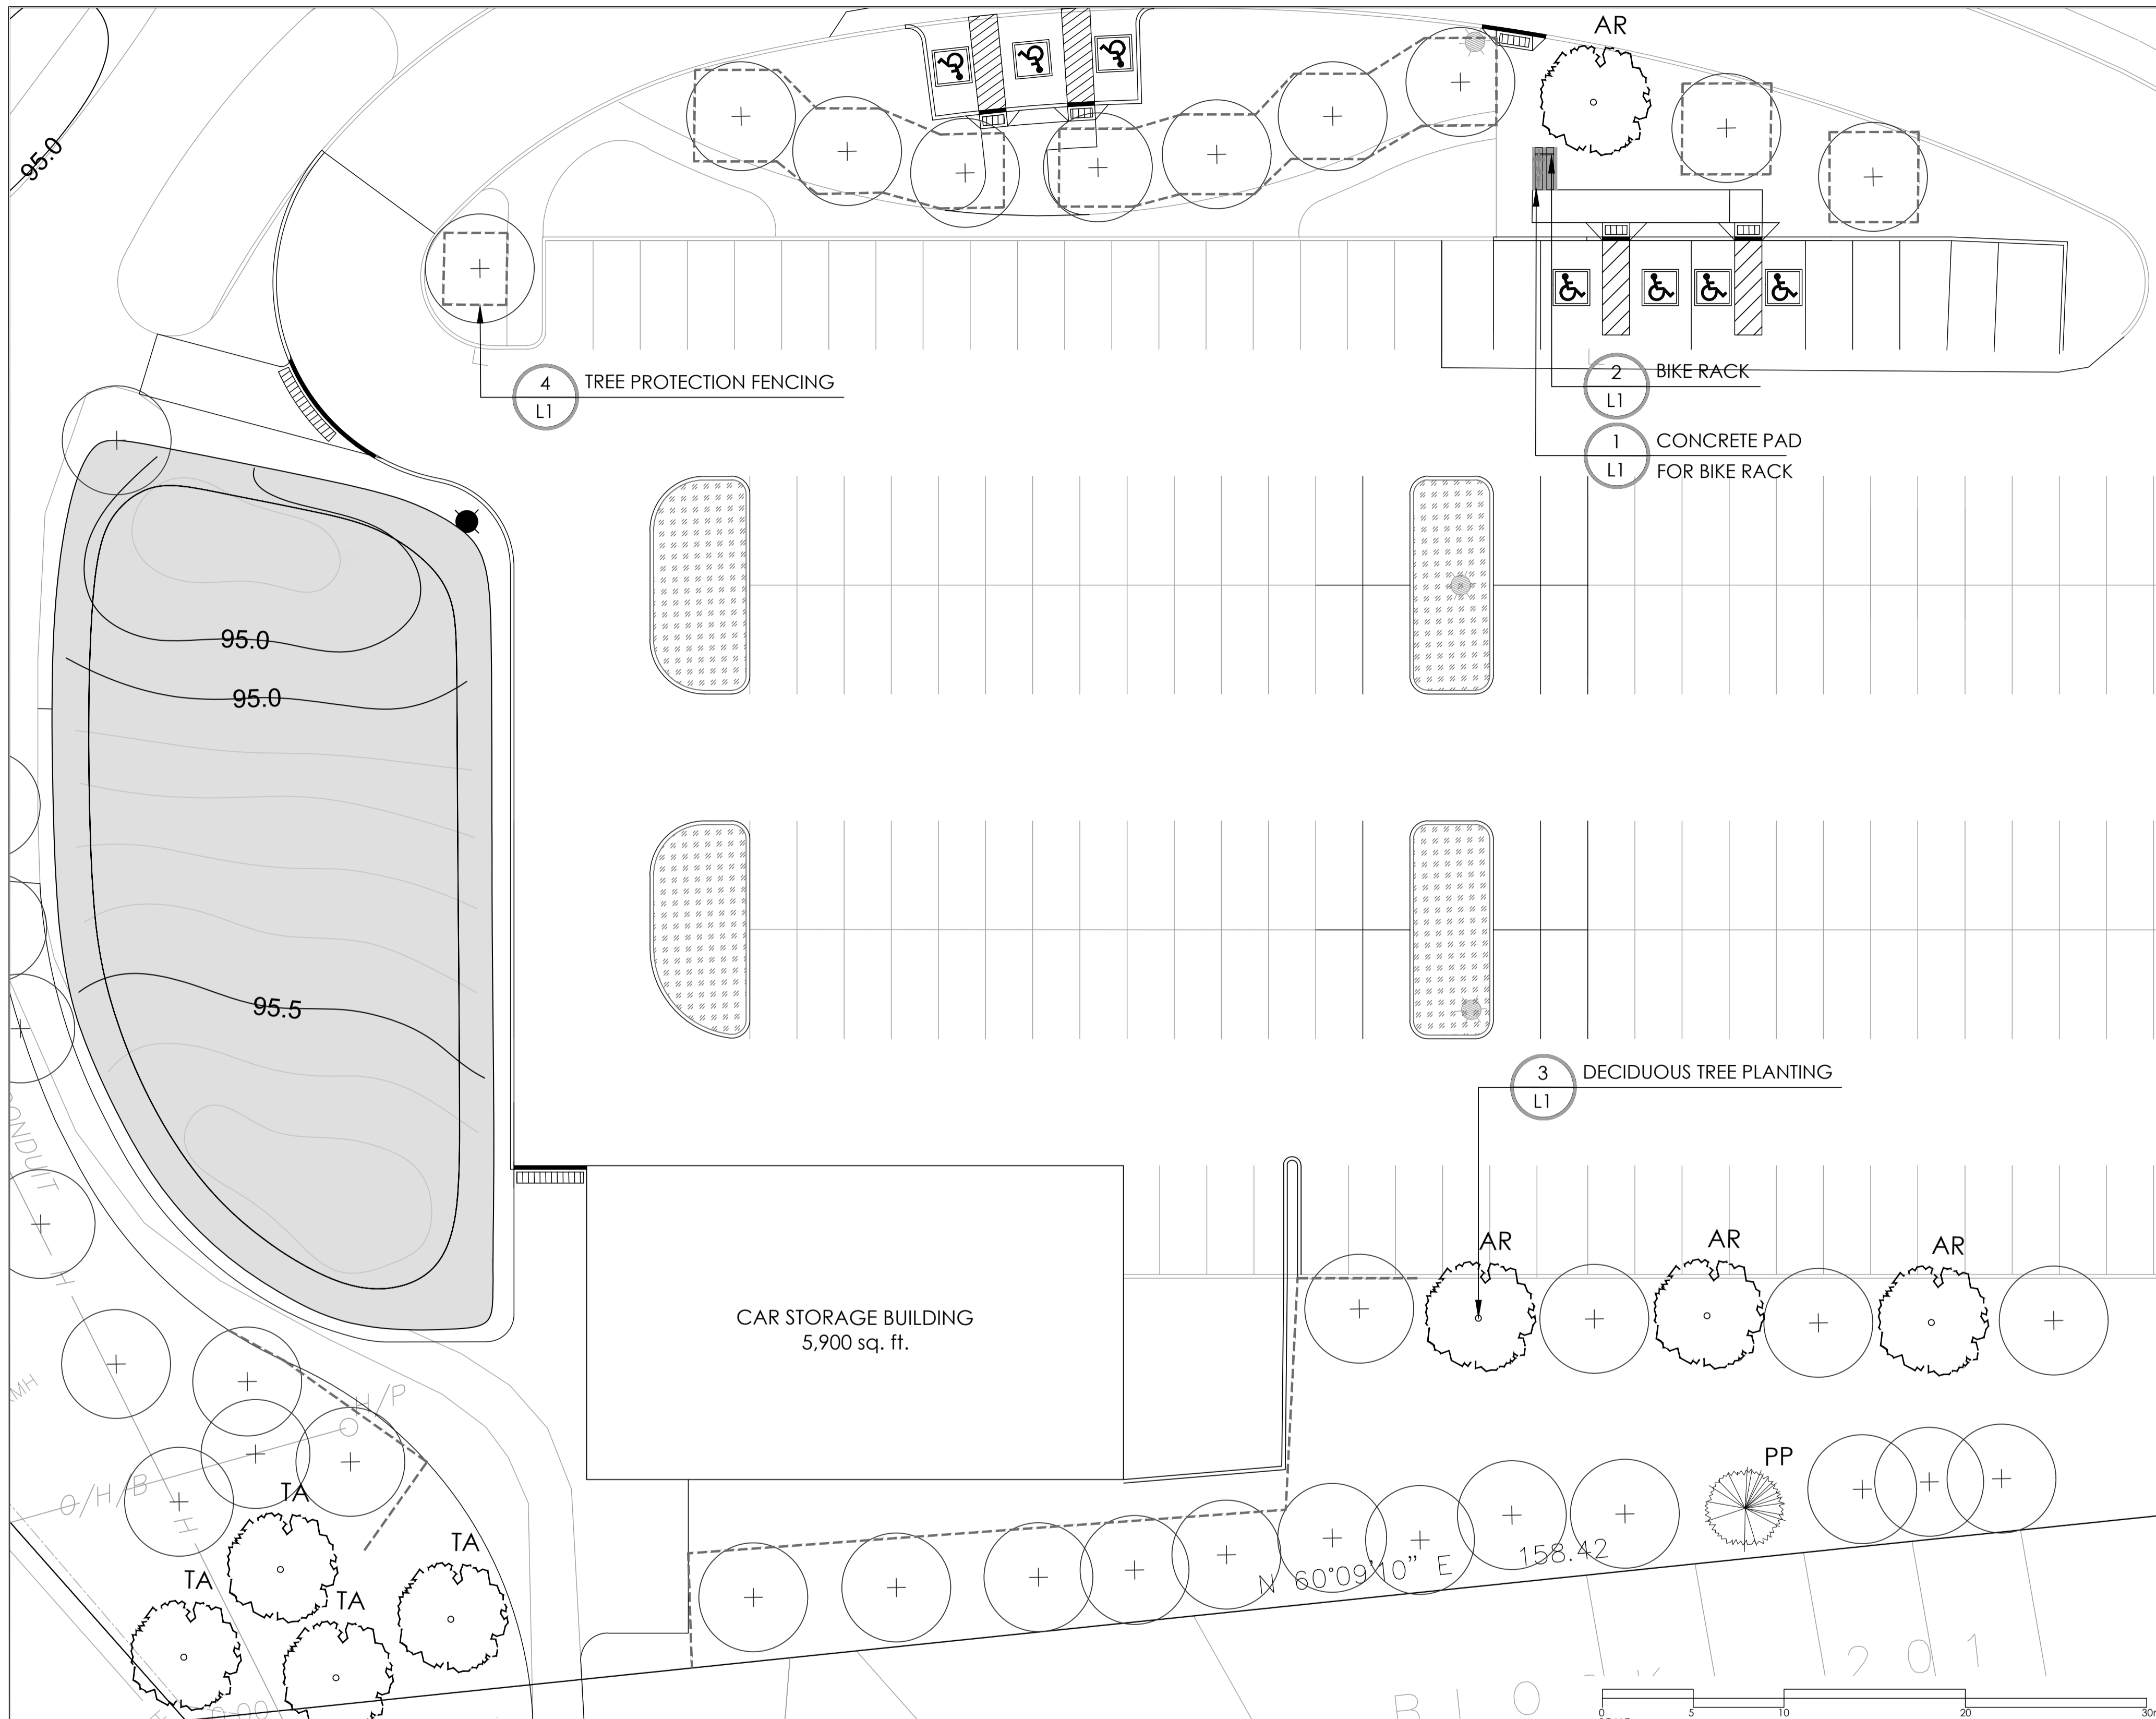 AR
95.0
4
L1
TREE PROTECTION FENCING
2
L1
BIKE RACK
1
L1
CONCRETE PAD
FOR BIKE RACK
95.0
95.0
95.5
3
L1
DECIDUOUS TREE PLANTING
AR
AR
AR
CAR STORAGE BUILDING
5,900 sq. ft.
H
MH
H/P
O/H/B
H
PP
TA
TA
TA
TA
N 60°09'10" E
158.42
201
0
5
10
20